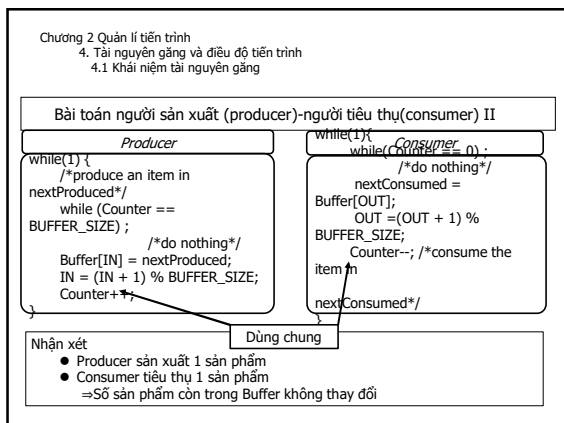 Chương 2 Quản lí tiến trình
4. Tài nguyên găng và điều độ tiến trình
4.1 Khái niệm tài nguyên găng
Bài toán người sản xuất (producer)-người tiêu thụ(consumer) II
Producer
while(1) {
/*produce an item in
nextProduced*/
while (Counter ==
BUFFER_SIZE) ;
/*do nothing*/
Buffer[IN] = nextProduced;
IN = (IN + 1) % BUFFER_SIZE;
Counter++;
}
Consumer
while(1){
while(Counter == 0) ;
/*do nothing*/
nextConsumed =
Buffer[OUT];
OUT =(OUT + 1) %
BUFFER_SIZE;
Counter--; /*consume the
item in
nextConsumed*/
}
Dùng chung
Nhận xét
● Producer sản xuất 1 sản phẩm
● Consumer tiêu thụ 1 sản phẩm
⇒Số sản phẩm còn trong Buffer không thay đổi